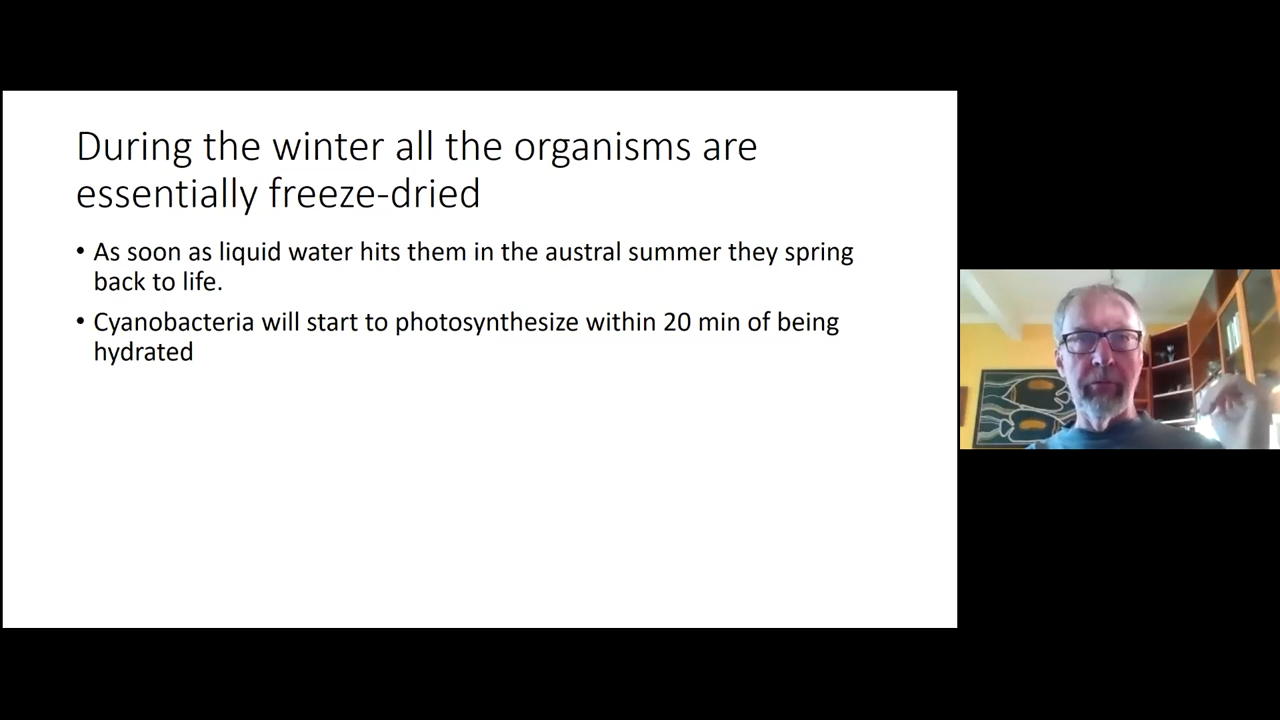 During the winter all the organisms are
essentially freeze-dried
• As soon as liquid water hits them in the austral summer they spring
back to life.
• Cyanobacteria will start to photosynthesize within 20 min of being
hydrated